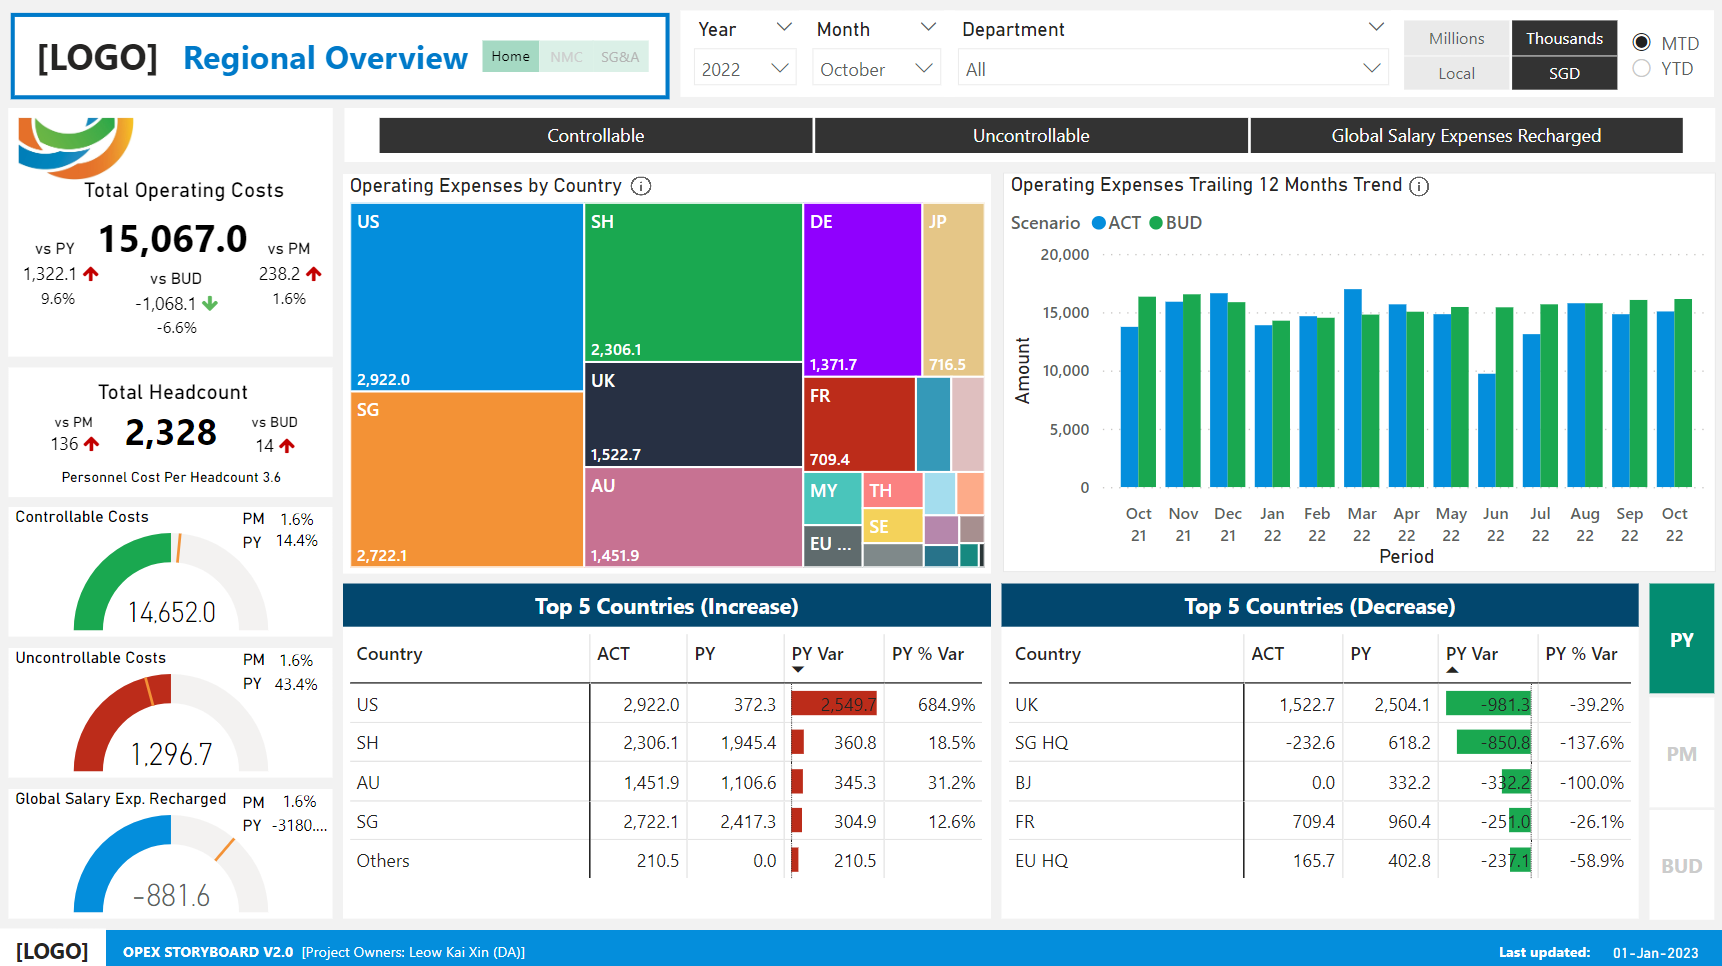 [LOGO]
Regional Overview
Home
NMC
SG&A
Year
2022
Month
October
Department
All
Millions
Thousands
Local
SGD
MTD
YTD
Total Operating Costs
15,067.0
vs PY
1,322.1
9.6%
vs BUD
-1,068.1
-6.6%
vs PM
238.2
1.6%
Total Headcount
2,328
vs PM
136
vs BUD
14
Personnel Cost Per Headcount 3.6
Controllable Costs
PM 1.6%
PY 14.4%
14,652.0
Uncontrollable Costs
PM 1.6%
PY 43.4%
1,296.7
Global Salary Exp. Recharged
PM 1.6%
PY -3180....
-881.6
Controllable
Uncontrollable
Global Salary Expenses Recharged
Operating Expenses by Country
US
2,922.0
SG
2,722.1
SH
2,306.1
UK
1,522.7
AU
1,451.9
DE
1,371.7
JP
716.5
FR
709.4
MY
EU ...
TH
SE
Operating Expenses Trailing 12 Months Trend
Scenario ACT BUD
Amount
20,000
15,000
10,000
5,000
0
Oct Nov Dec Jan Feb Mar Apr May Jun Jul Aug Sep Oct
21 21 21 22 22 22 22 22 22 22 22 22 22
Period
Top 5 Countries (Increase)
Country ACT PY PY Var PY % Var
US 2,922.0 372.3 2,549.7 684.9%
SH 2,306.1 1,945.4 360.8 18.5%
AU 1,451.9 1,106.6 345.3 31.2%
SG 2,722.1 2,417.3 304.9 12.6%
Others 210.5 0.0 210.5
Top 5 Countries (Decrease)
Country ACT PY PY Var PY % Var
UK 1,522.7 2,504.1 -981.3 -39.2%
SG HQ -232.6 618.2 -850.8 -137.6%
BJ 0.0 332.2 -332.2 -100.0%
FR 709.4 960.4 -251.0 -26.1%
EU HQ 165.7 402.8 -237.1 -58.9%
PY
PM
BUD
[LOGO]
OPEX STORYBOARD V2.0 [Project Owners: Leow Kai Xin (DA)]
Last updated: 01-Jan-2023